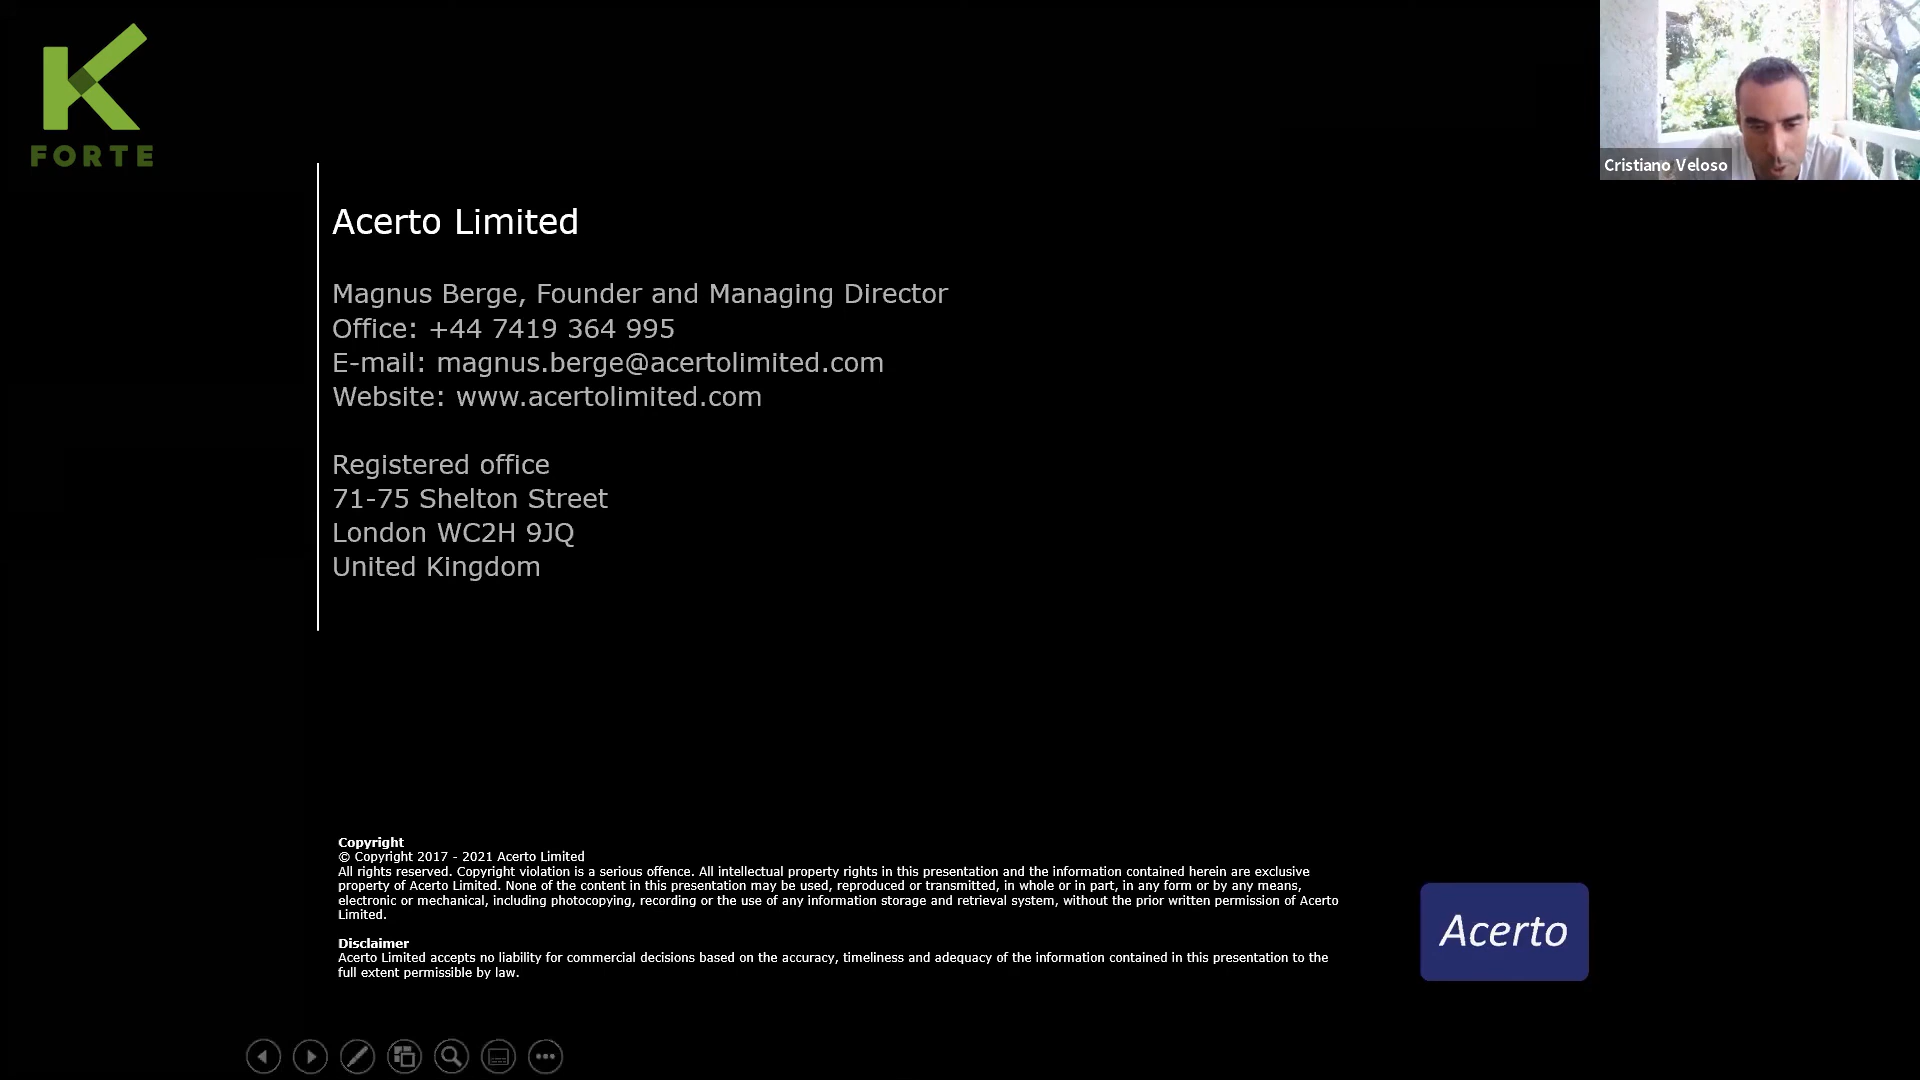 FORTE
Cristiano Veloso
Acerto Limited
Magnus Berge, Founder and Managing Director
Office: +44 7419 364 995
E-mail: magnus.berge@acertolimited.com
Website: www.acertolimited.com
Registered office
71-75 Shelton Street
London WC2H 9JQ
United Kingdom
Copyright
© Copyright 2017 - 2021 Acerto Limited
All rights reserved. Copyright violation is a serious offence. All intellectual property rights in this presentation and the information contained herein are exclusive
property of Acerto Limited. None of the content in this presentation may be used, reproduced or transmitted, in whole or in part, in any form or by any means,
electronic or mechanical, including photocopying, recording or the use of any information storage and retrieval system, without the prior written permission of Acerto
Limited.
Disclaimer
Acerto Limited accepts no liability for commercial decisions based on the accuracy, timeliness and adequacy of the information contained in this presentation to the
full extent permissible by law.
Acerto